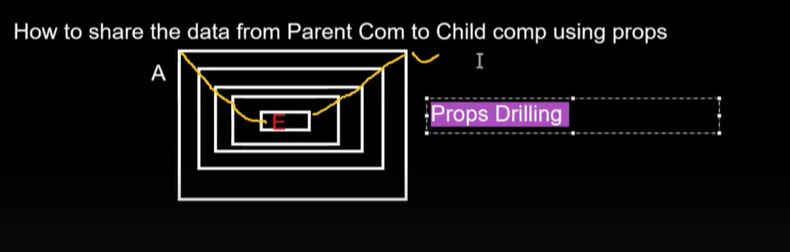 How to share the data from Parent Com to Child comp using props
A
E
Props Drilling